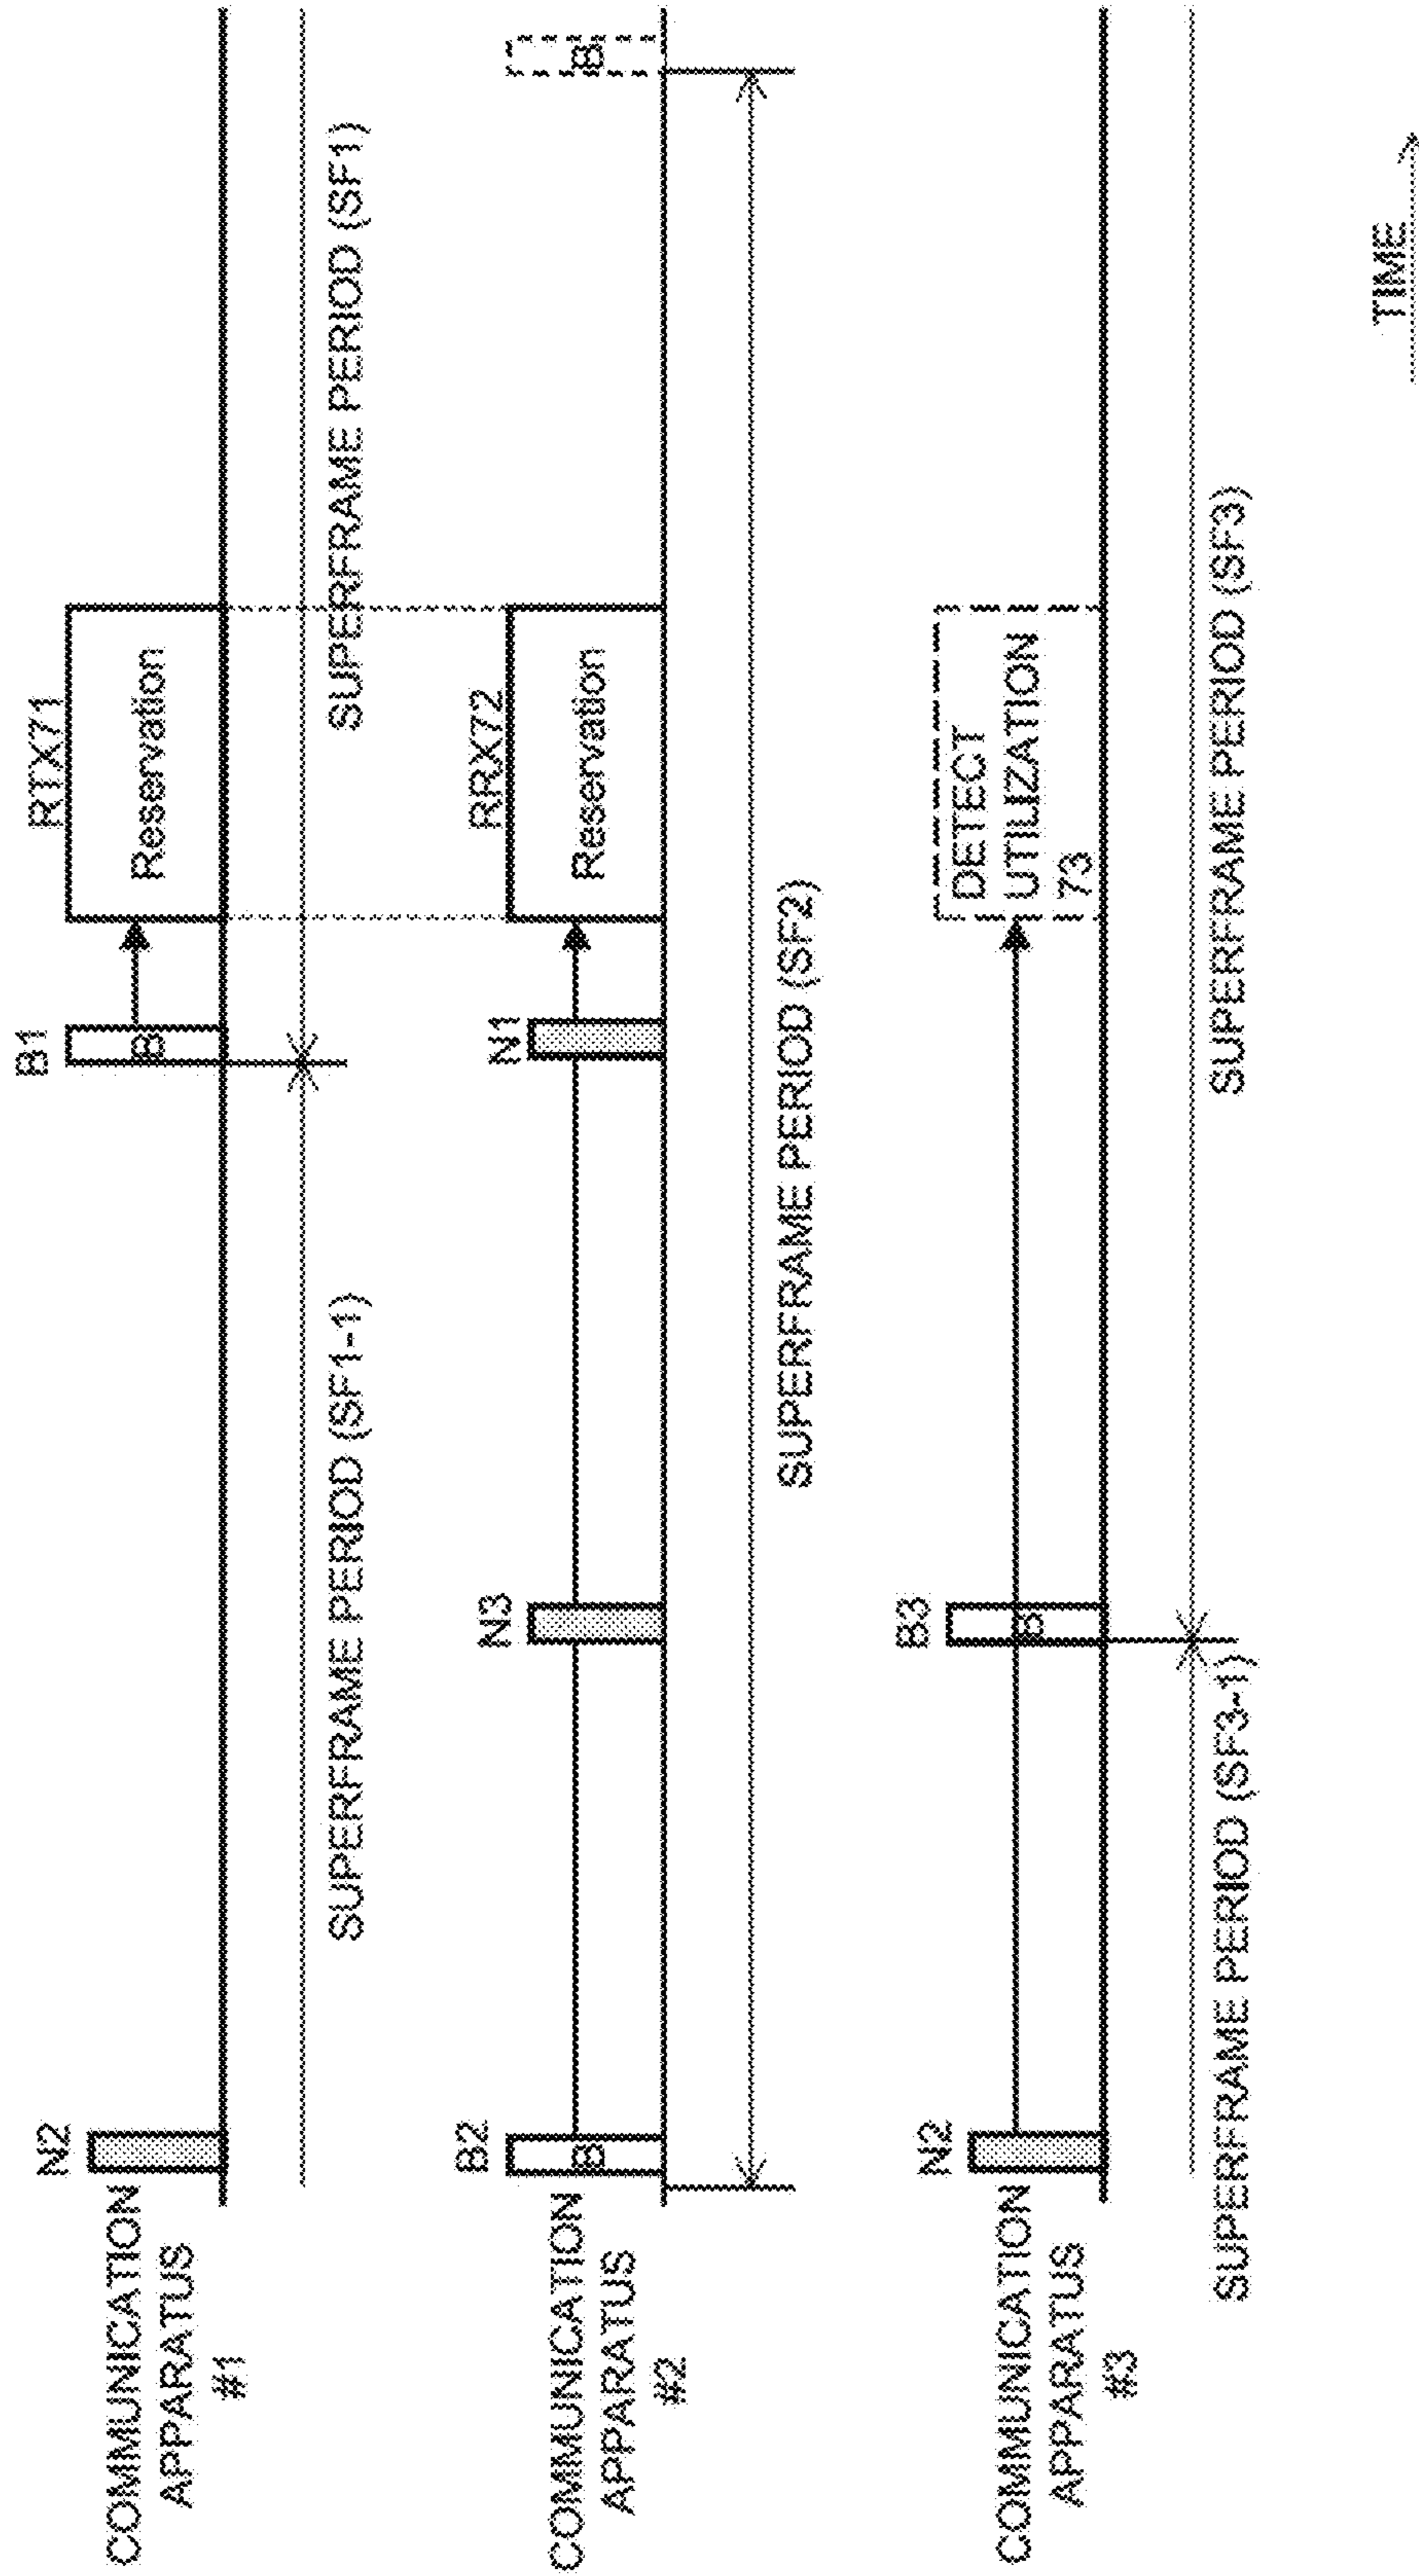 COMMUNICATION
APPARATUS
#1
N2
B1
B
RTX71
Reservation
SUPERFRAME PERIOD (SF1-1)
SUPERFRAME PERIOD (SF1)
COMMUNICATION
APPARATUS
#2
B2
B
N3
N1
RRX72
Reservation
B
SUPERFRAME PERIOD (SF2)
COMMUNICATION
APPARATUS
#3
N2
B3
B
DETECT
UTILIZATION
73
SUPERFRAME PERIOD (SF3-1)
SUPERFRAME PERIOD (SF3)
TIME